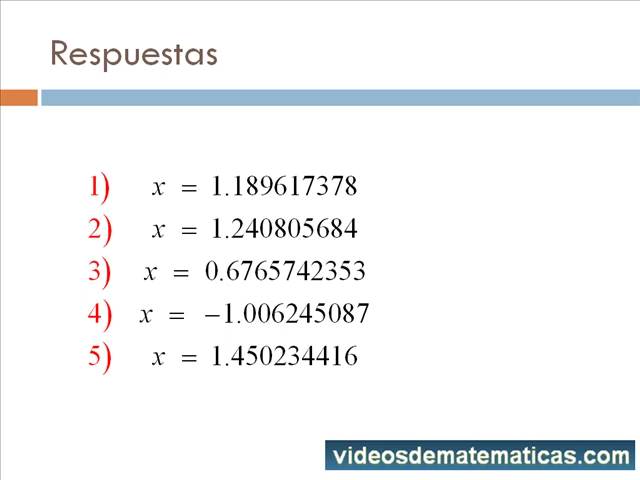 Respuestas
1) x = 1.189617378
2) x = 1.240805684
3) x = 0.6765742353
4) x = −1.006245087
5) x = 1.450234416
videosdematematicas.com